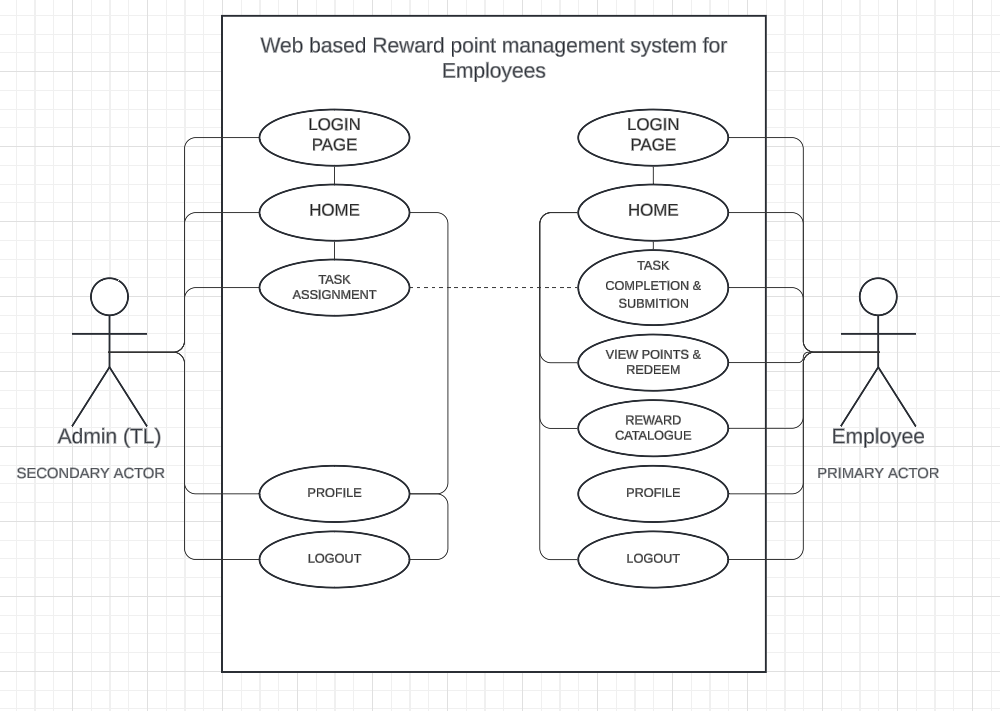 Web based Reward point management system for
Employees
LOGIN
PAGE
HOME
TASK
ASSIGNMENT
PROFILE
LOGOUT
LOGIN
PAGE
HOME
TASK
COMPLETION &
SUBMITION
VIEW POINTS &
REDEEM
REWARD
CATALOGUE
PROFILE
LOGOUT
Admin (TL)
SECONDARY ACTOR
Employee
PRIMARY ACTOR